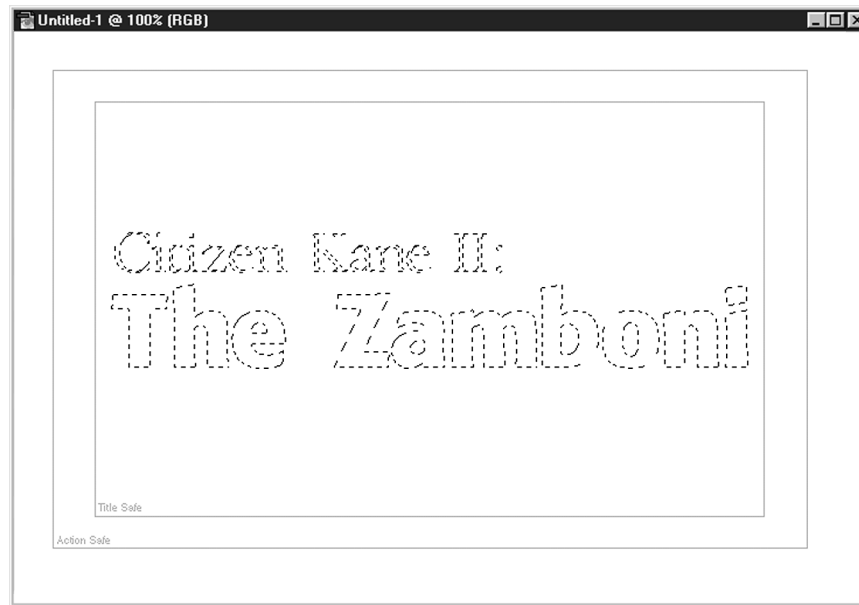 Untitled-1 @ 100% (RGB)
Citizen Kane II:
The Zamboni
Title Safe
Action Safe